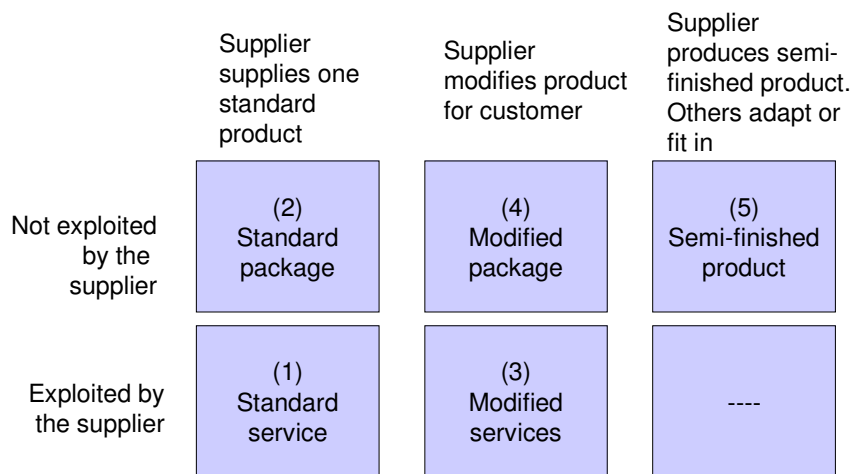 Supplier
supplies one
standard
product
Supplier
modifies product
for customer
Supplier
produces semi-
finished product.
Others adapt or
fit in
Not exploited
by the
supplier
(2)
Standard
package
(4)
Modified
package
(5)
Semi-finished
product
Exploited by
the supplier
(1)
Standard
service
(3)
Modified
services
----